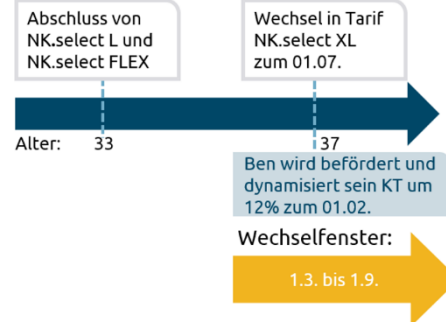 Abschluss von
NK.select L und
NK.select FLEX
Wechsel in Tarif
NK.select XL
zum 01.07.
Alter: 33
37
Ben wird befördert und
dynamisiert sein KT um
12% zum 01.02.
Wechselfenster:
1.3. bis 1.9.